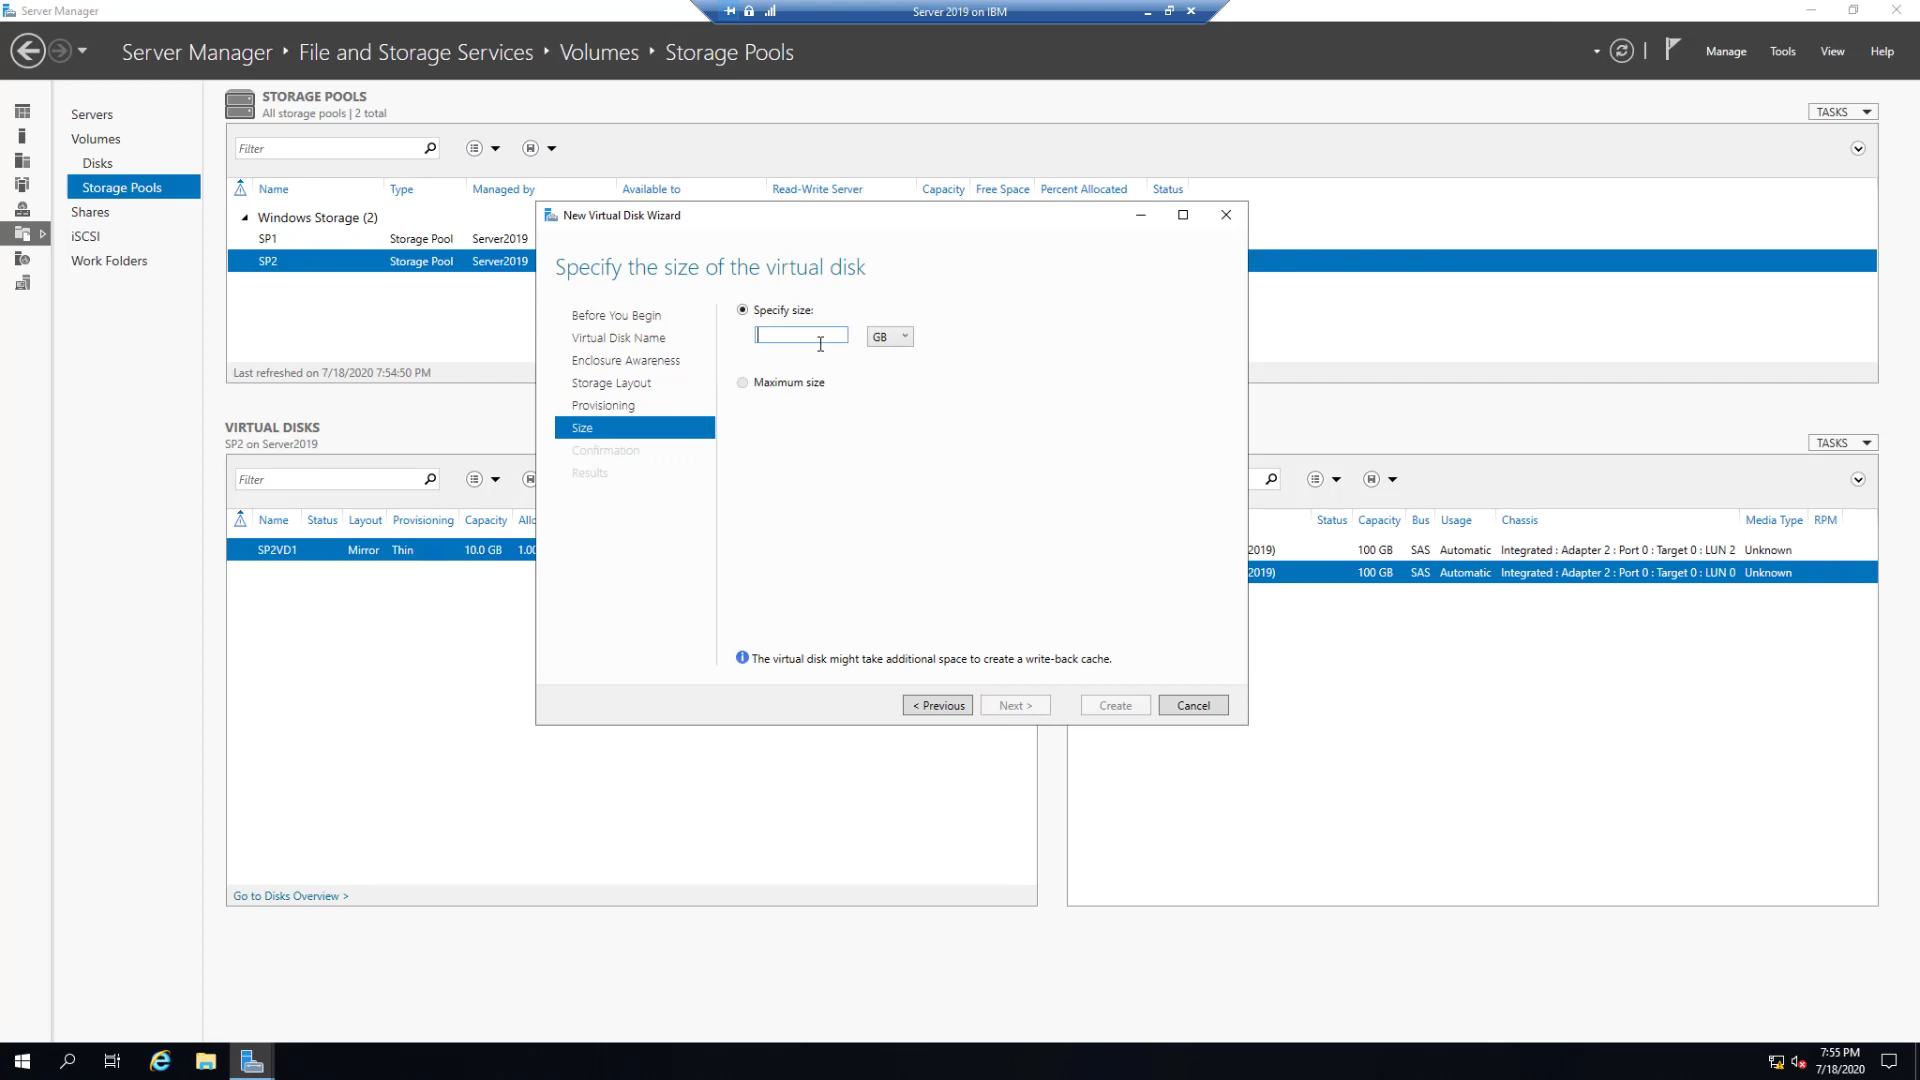 Server Manager
Server 2019 on IBM
Server Manager ‣ File and Storage Services ‣ Volumes ‣ Storage Pools
Manage Tools View Help
Servers
Volumes
Disks
Storage Pools
Shares
iSCSI
Work Folders
STORAGE POOLS
All storage pools | 2 total
TASKS
Filter
Name Type Managed by Available to Read-Write Server Capacity Free Space Percent Allocated Status
Windows Storage (2)
SP1 Storage Pool Server2019
SP2 Storage Pool Server2019
Last refreshed on 7/18/2020 7:54:50 PM
New Virtual Disk Wizard
Specify the size of the virtual disk
Before You Begin
Virtual Disk Name
Enclosure Awareness
Storage Layout
Provisioning
Size
Confirmation
Results
Specify size:
GB
Maximum size
The virtual disk might take additional space to create a write-back cache.
< Previous
Next >
Create
Cancel
VIRTUAL DISKS
SP2 on Server2019
Filter
Name Status Layout Provisioning Capacity Allo
SP2VD1 Mirror Thin 10.0 GB 1.00
Go to Disks Overview >
TASKS
Status Capacity Bus Usage Chassis Media Type RPM
2019) 100 GB SAS Automatic Integrated : Adapter 2 : Port 0 : Target 0 : LUN 2 Unknown
2019) 100 GB SAS Automatic Integrated : Adapter 2 : Port 0 : Target 0 : LUN 0 Unknown
7:55 PM
7/18/2020